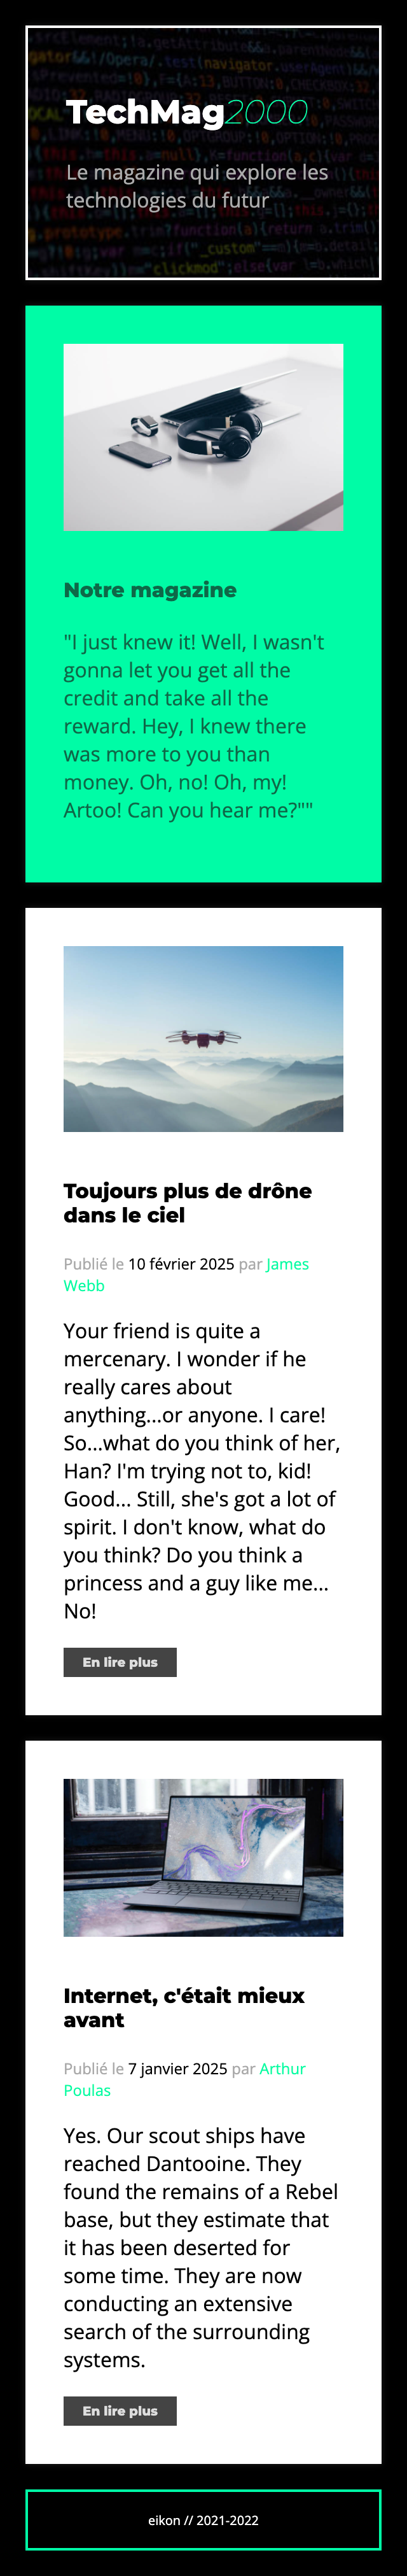 TechMag2000
Le magazine qui explore les
technologies du futur
Notre magazine
"I just knew it! Well, I wasn't
gonna let you get all the
credit and take all the
reward. Hey, I knew there
was more to you than
money. Oh, no! Oh, my!
Artoo! Can you hear me?""
Toujours plus de drône
dans le ciel
Publié le 10 février 2025 par James
Webb
Your friend is quite a
mercenary. I wonder if he
really cares about
anything...or anyone. I care!
So...what do you think of her,
Han? I'm trying not to, kid!
Good... Still, she's got a lot of
spirit. I don't know, what do
you think? Do you think a
princess and a guy like me...
No!
En lire plus
Internet, c'était mieux
avant
Publié le 7 janvier 2025 par Arthur
Poulas
Yes. Our scout ships have
reached Dantooine. They
found the remains of a Rebel
base, but they estimate that
it has been deserted for
some time. They are now
conducting an extensive
search of the surrounding
systems.
En lire plus
eikon // 2021-2022